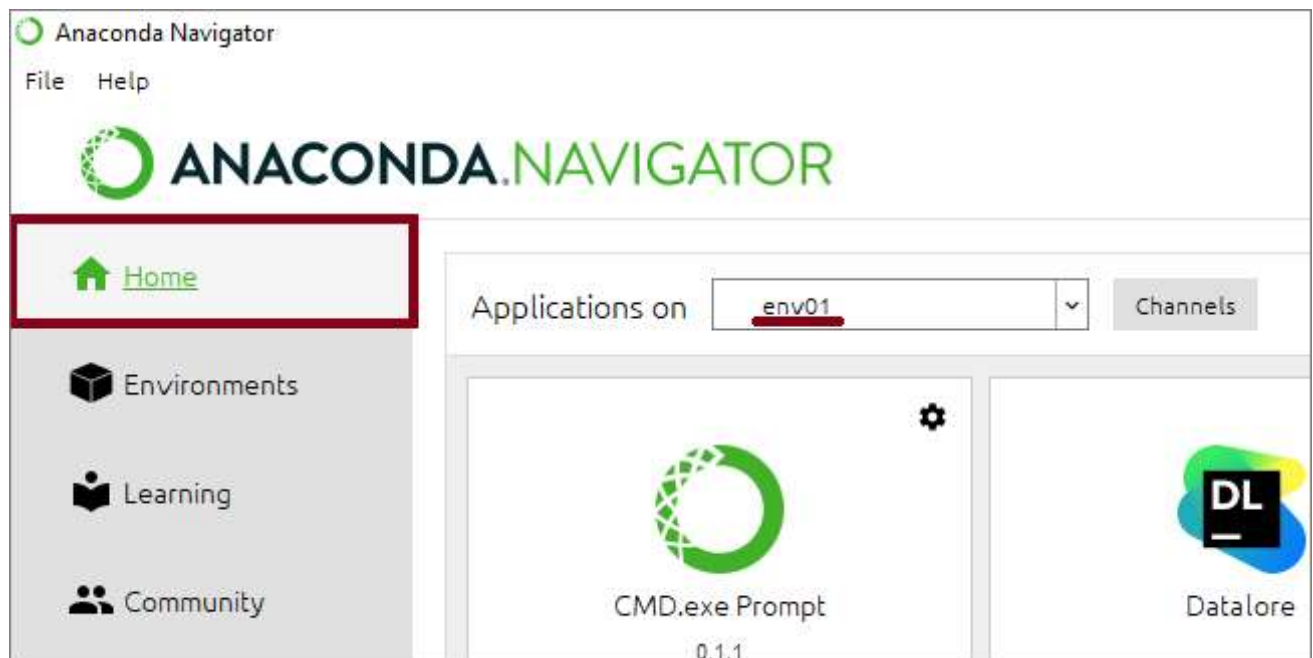 Anaconda Navigator
File Help
ANACONDA.NAVIGATOR
Home
Applications on env01 Channels
Environments
Learning
Community
DL
CMD.exe Prompt
Datalore
0.1.1